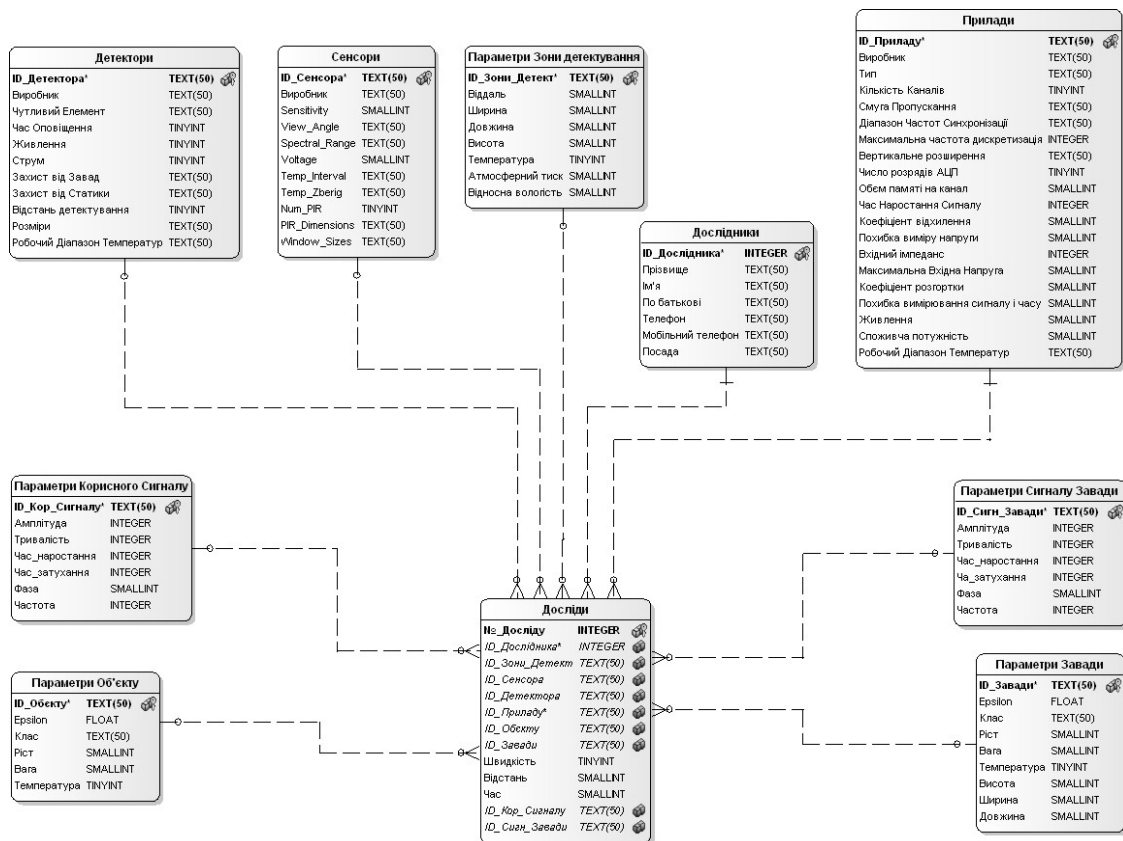 Детектори
ID_Детектора* TEXT(50)
Виробник TEXT(50)
Чутливий Елемент TEXT(50)
Час Оповіщення TINYINT
Живлення TINYINT
Струм TINYINT
Захист від Завад TEXT(50)
Захист від Статики TEXT(50)
Відстань детектування TINYINT
Розміри TEXT(50)
Робочий Діапазон Температур TEXT(50)
Сенсори
ID_Сенсора* TEXT(50)
Виробник TEXT(50)
Sensitivity SMALLINT
View_Angle TEXT(50)
Spectral_Range TEXT(50)
Voltage SMALLINT
Temp_Interval TEXT(50)
Temp_Zberig TEXT(50)
Num_PIR TINYINT
PIR_Dimensions TEXT(50)
Window_Sizes TEXT(50)
Параметри Зони детектування
ID_Зони_Детект* TEXT(50)
Віддаль SMALLINT
Ширина SMALLINT
Довжина SMALLINT
Висота SMALLINT
Температура TINYINT
Атмосферний тиск SMALLINT
Відносна вологість SMALLINT
Дослідники
ID_Дослідника* INTEGER
Прізвище TEXT(50)
Ім'я TEXT(50)
По батькові TEXT(50)
Телефон TEXT(50)
Мобільний телефон TEXT(50)
Посада TEXT(50)
Прилади
ID_Приладу* TEXT(50)
Виробник TEXT(50)
Тип TEXT(50)
Кількість Каналів TINYINT
Смуга Пропускання TEXT(50)
Діапазон Частот Синхронізації TEXT(50)
Максимальна частота дискретизація INTEGER
Вертикальне розширення TEXT(50)
Число розрядів АЦП TINYINT
Обєм памяті на канал SMALLINT
Час Наростання Сигналу INTEGER
Коефіцієнт відхилення SMALLINT
Похибка виміру напруги SMALLINT
Вхідний імпеданс INTEGER
Максимальна Вхідна Напруга SMALLINT
Коефіцієнт розгортки SMALLINT
Похибка вимірювання сигналу і часу SMALLINT
Живлення SMALLINT
Споживча потужність SMALLINT
Робочий Діапазон Температур TEXT(50)
Параметри Корисного Сигналу
ID_Кор_Сигналу* TEXT(50)
Амплітуда INTEGER
Тривалість INTEGER
Час_наростання INTEGER
Час_затухання INTEGER
Фаза SMALLINT
Частота INTEGER
Параметри Сигналу Завади
ID_Сигн_Завади* TEXT(50)
Амплітуда INTEGER
Тривалість INTEGER
Час_наростання INTEGER
Ча_затухання INTEGER
Фаза SMALLINT
Частота INTEGER
Параметри Об'єкту
ID_Обєкту* TEXT(50)
Epsilon FLOAT
Клас TEXT(50)
Ріст SMALLINT
Вага SMALLINT
Температура TINYINT
Досліди
№_Досліду INTEGER
ID_Дослідника* INTEGER
ID_Зони_Детект TEXT(50)
ID_Сенсора TEXT(50)
ID_Детектора TEXT(50)
ID_Приладу* TEXT(50)
ID_Обєкту TEXT(50)
ID_Завади TEXT(50)
Швидкість TINYINT
Відстань SMALLINT
Час SMALLINT
ID_Кор_Сигналу TEXT(50)
ID_Сигн_Завади TEXT(50)
Параметри Завади
ID_Завади* TEXT(50)
Epsilon FLOAT
Клас TEXT(50)
Ріст SMALLINT
Вага SMALLINT
Температура TINYINT
Висота SMALLINT
Ширина SMALLINT
Довжина SMALLINT